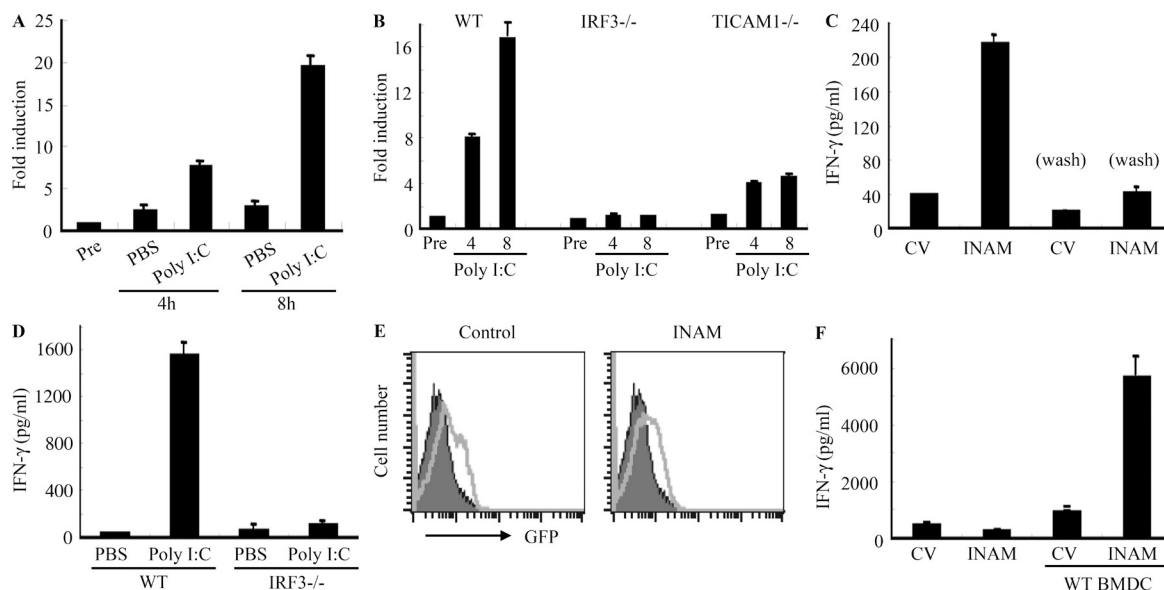 A
Fold induction
25
20
15
10
5
0
Pre
PBS
Poly I:C
PBS
Poly I:C
4h
8h
B
WT
IRF3-/-
TICAM1-/-
Fold induction
16
12
8
4
0
Pre
4
8
Pre
4
8
Pre
4
8
Poly I:C
Poly I:C
Poly I:C
C
IFN-γ (pg/ml)
240
200
160
120
80
40
0
(wash)
(wash)
CV
INAM
CV
INAM
D
IFN-γ (pg/ml)
1600
1200
800
400
0
PBS
Poly I:C
PBS
Poly I:C
WT
IRF3-/-
E
Control
INAM
Cell number
GFP
F
IFN-γ (pg/ml)
6000
4000
2000
0
CV
INAM
CV
INAM
WT BMDC